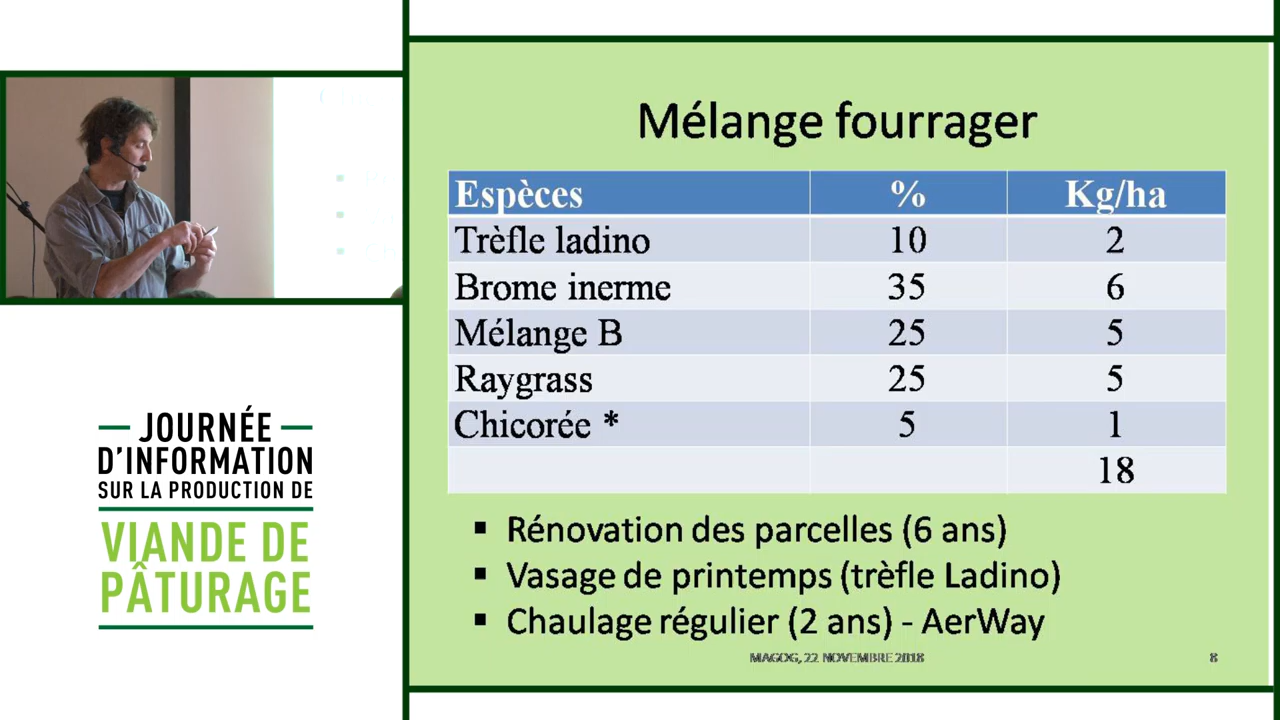 Mélange fourrager
Espèces % Kg/ha
Trèfle ladino 10 2
Brome inerme 35 6
Mélange B 25 5
Raygrass 25 5
Chicorée * 5 1
18
▪ Rénovation des parcelles (6 ans)
▪ Vasage de printemps (trèfle Ladino)
▪ Chaulage régulier (2 ans) - AerWay
MAGOG, 22 NOVEMBRE 2018
8
JOURNÉE
D'INFORMATION
SUR LA PRODUCTION DE
VIANDE DE
PÂTURAGE